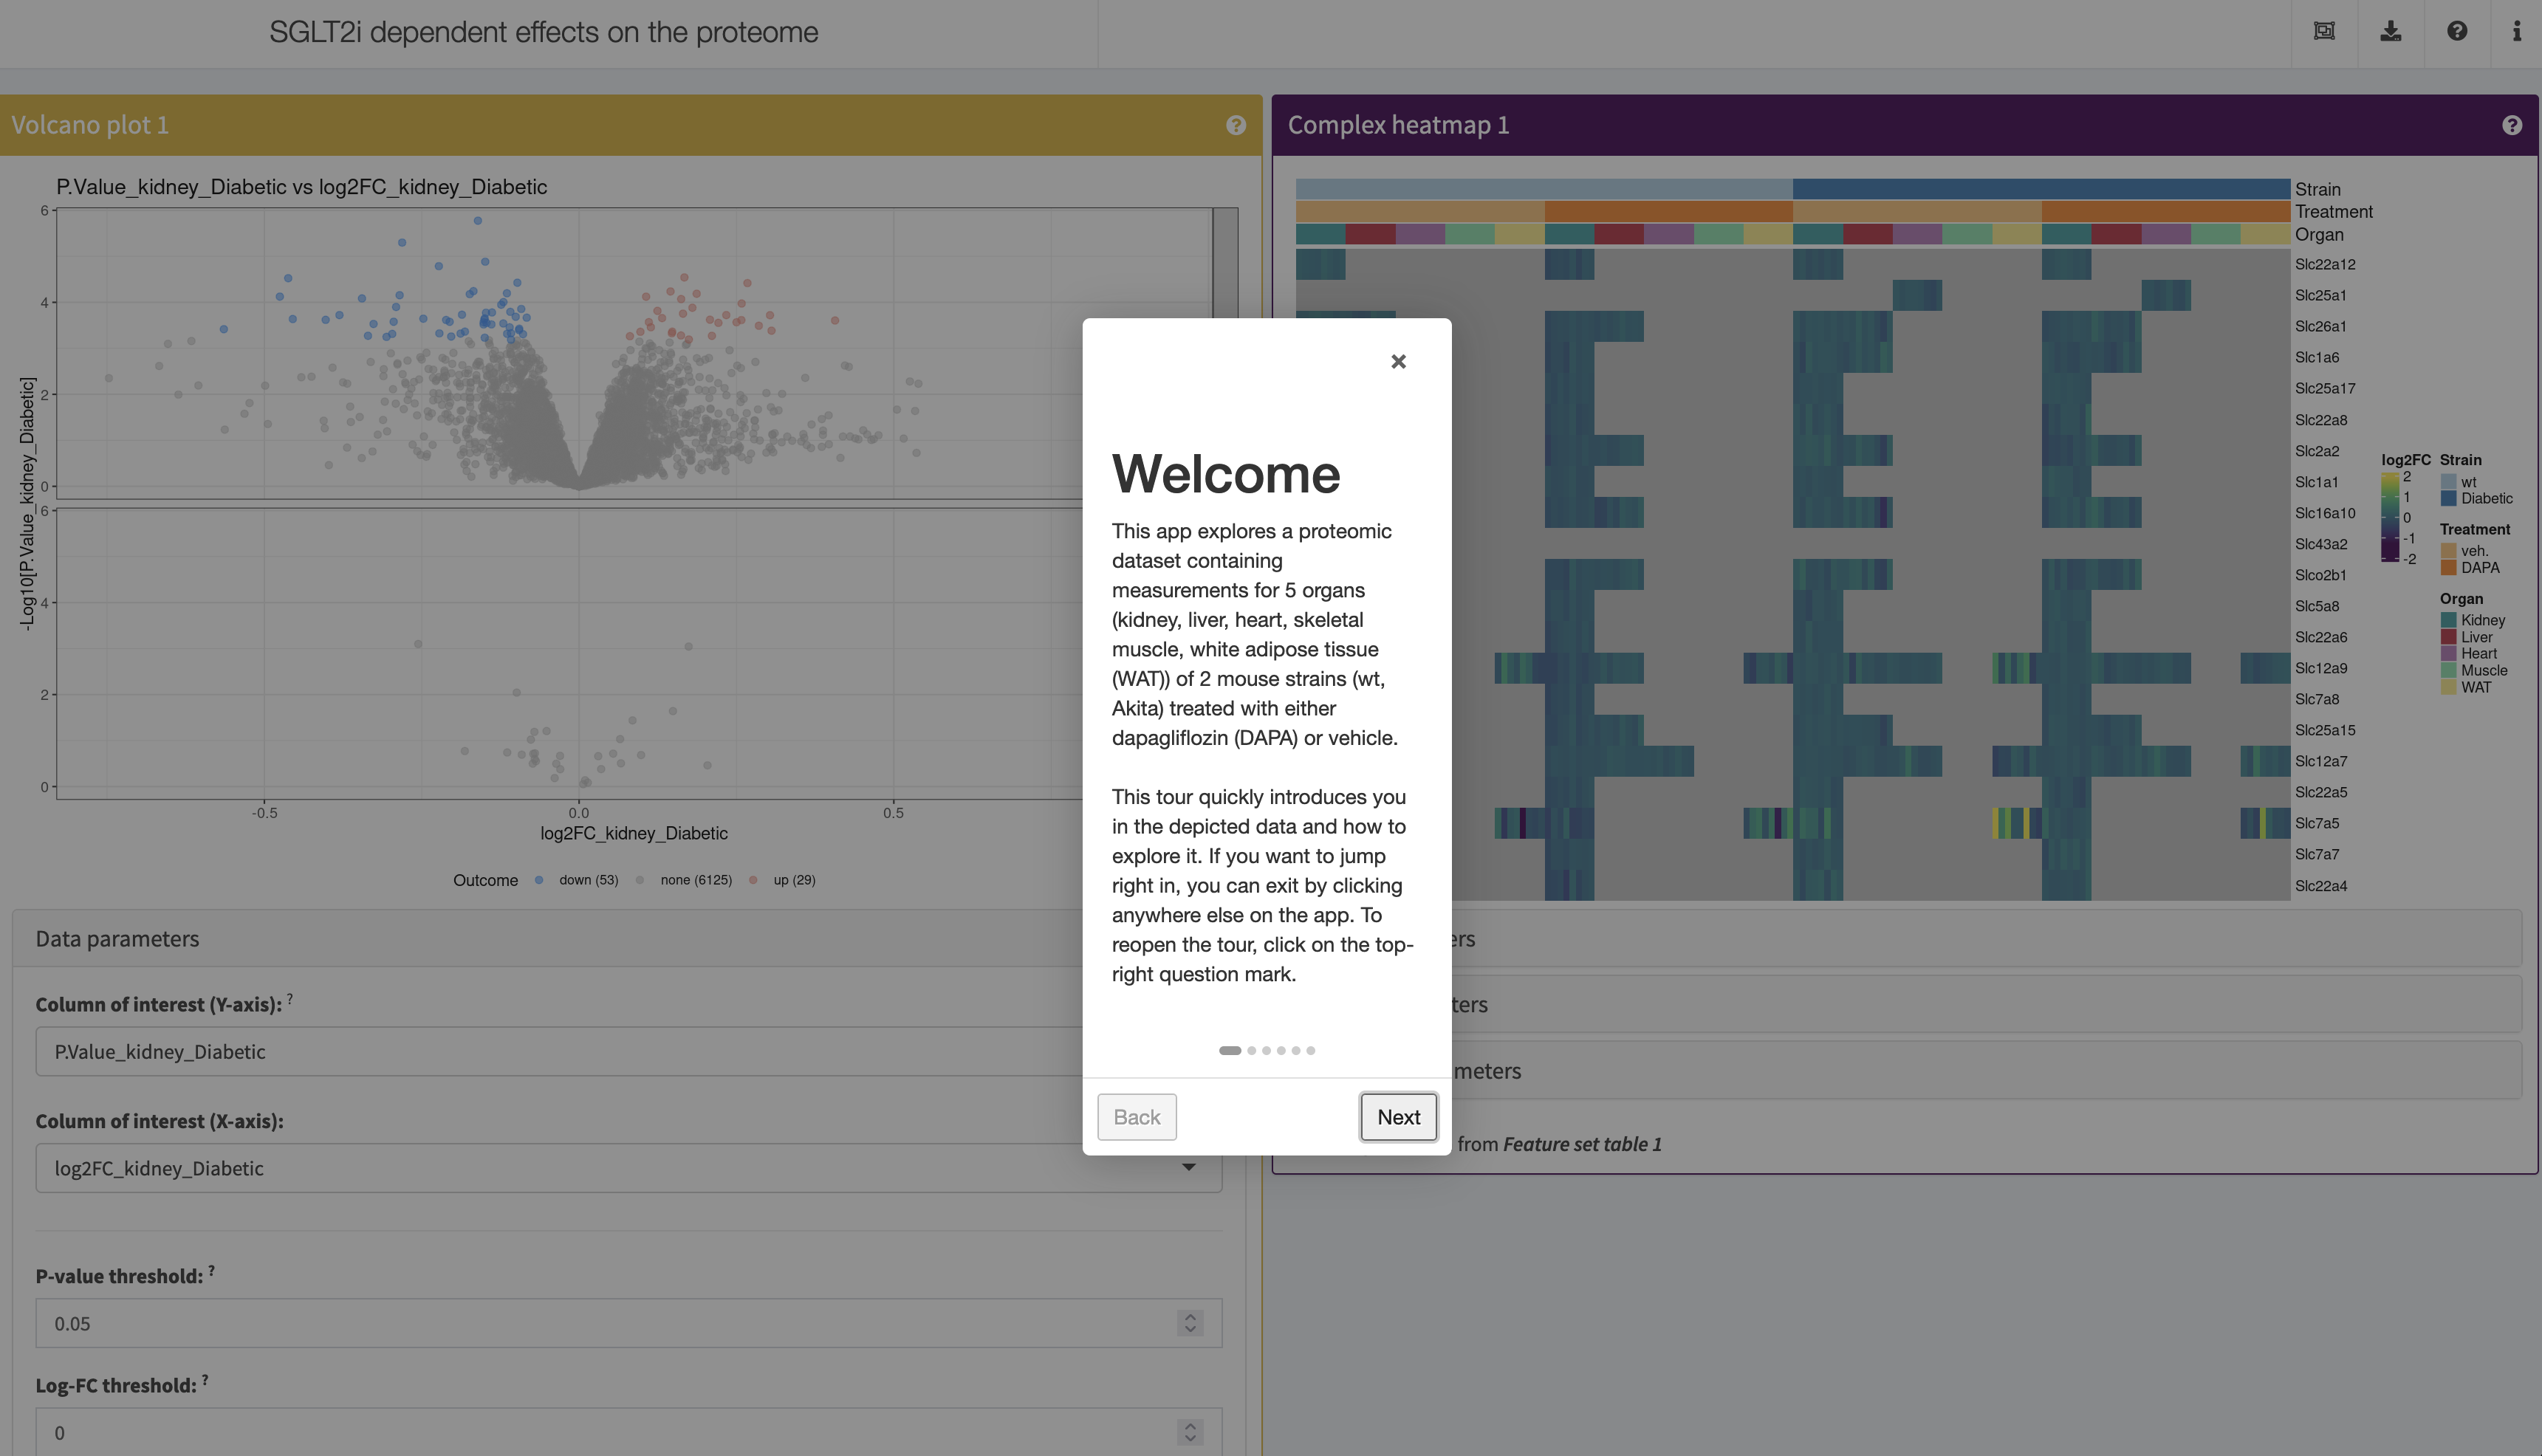 SGLT2i dependent effects on the proteome
Volcano plot 1
P.Value_kidney_Diabetic vs log2FC_kidney_Diabetic
-Log10[P.Value_kidney_Diabetic]
6
4
2
0
6
4
2
0
-0.5
0.0
0.5
log2FC_kidney_Diabetic
Outcome
down (53)
none (6125)
up (29)
Data parameters
Column of interest (Y-axis): ?
P.Value_kidney_Diabetic
Column of interest (X-axis):
log2FC_kidney_Diabetic
P-value threshold: ?
0.05
Log-FC threshold: ?
0
Welcome
This app explores a proteomic
dataset containing
measurements for 5 organs
(kidney, liver, heart, skeletal
muscle, white adipose tissue
(WAT)) of 2 mouse strains (wt,
Akita) treated with either
dapagliflozin (DAPA) or vehicle.
This tour quickly introduces you
in the depicted data and how to
explore it. If you want to jump
right in, you can exit by clicking
anywhere else on the app. To
reopen the tour, click on the top-
right question mark.
Back
Next
Complex heatmap 1
Strain
Treatment
Organ
Slc22a12
Slc25a1
Slc26a1
Slc1a6
Slc25a17
Slc22a8
Slc2a2
Slc1a1
Slc16a10
Slc43a2
Slco2b1
Slc5a8
Slc22a6
Slc12a9
Slc7a8
Slc25a15
Slc12a7
Slc22a5
Slc7a5
Slc7a7
Slc22a4
log2FC
2
1
0
-1
-2
Strain
wt
Diabetic
Treatment
veh.
DAPA
Organ
Kidney
Liver
Heart
Muscle
WAT
ers
ters
meters
from Feature set table 1